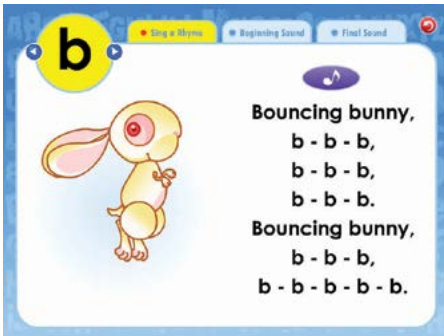 b
Sing a Rhyme
Beginning Sound
Final Sound
Bouncing bunny,
b - b - b,
b - b - b,
b - b - b.
Bouncing bunny,
b - b - b,
b - b - b - b - b.